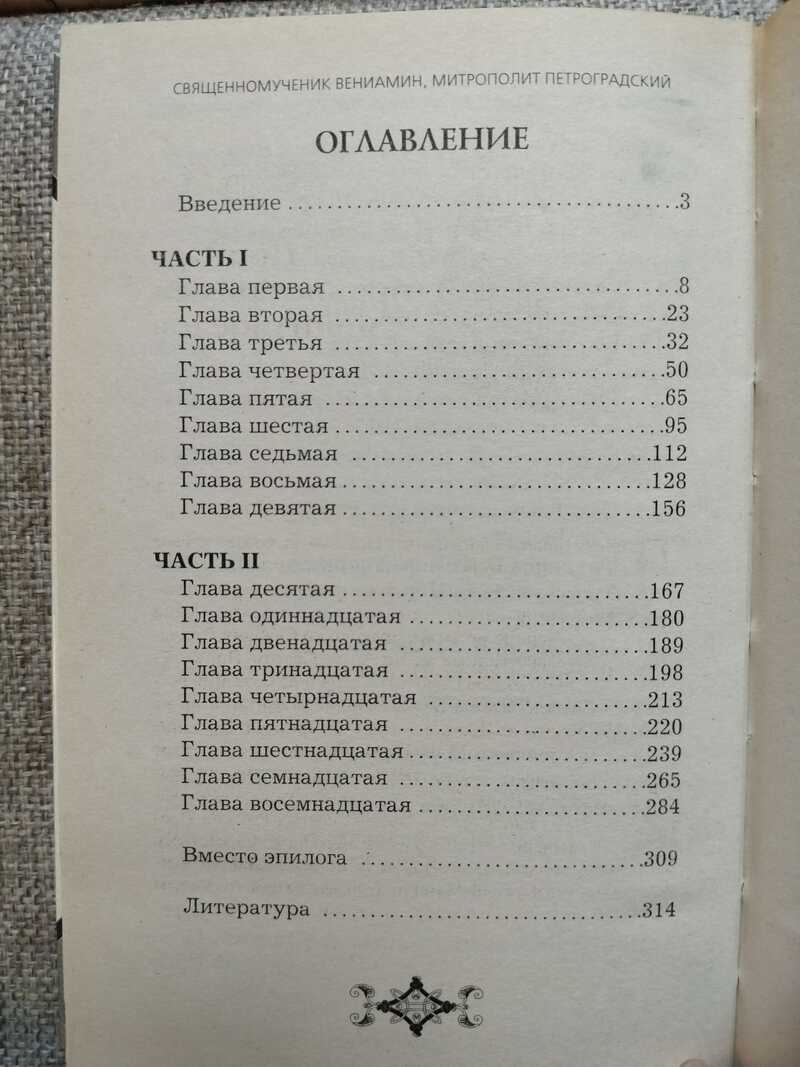 СВЯЩЕННОМУЧЕНИК ВЕНИАМИН, МИТРОПОЛИТ ПЕТРОГРАДСКИЙ
ОГЛАВЛЕНИЕ
Введение 3
ЧАСТЬ I
Глава первая 8
Глава вторая 23
Глава третья 32
Глава четвертая 50
Глава пятая 65
Глава шестая 95
Глава седьмая 112
Глава восьмая 128
Глава девятая 156
ЧАСТЬ II
Глава десятая 167
Глава одиннадцатая 180
Глава двенадцатая 189
Глава тринадцатая 198
Глава четырнадцатая 213
Глава пятнадцатая 220
Глава шестнадцатая 239
Глава семнадцатая 265
Глава восемнадцатая 284
Вместо эпилога 309
Литература 314